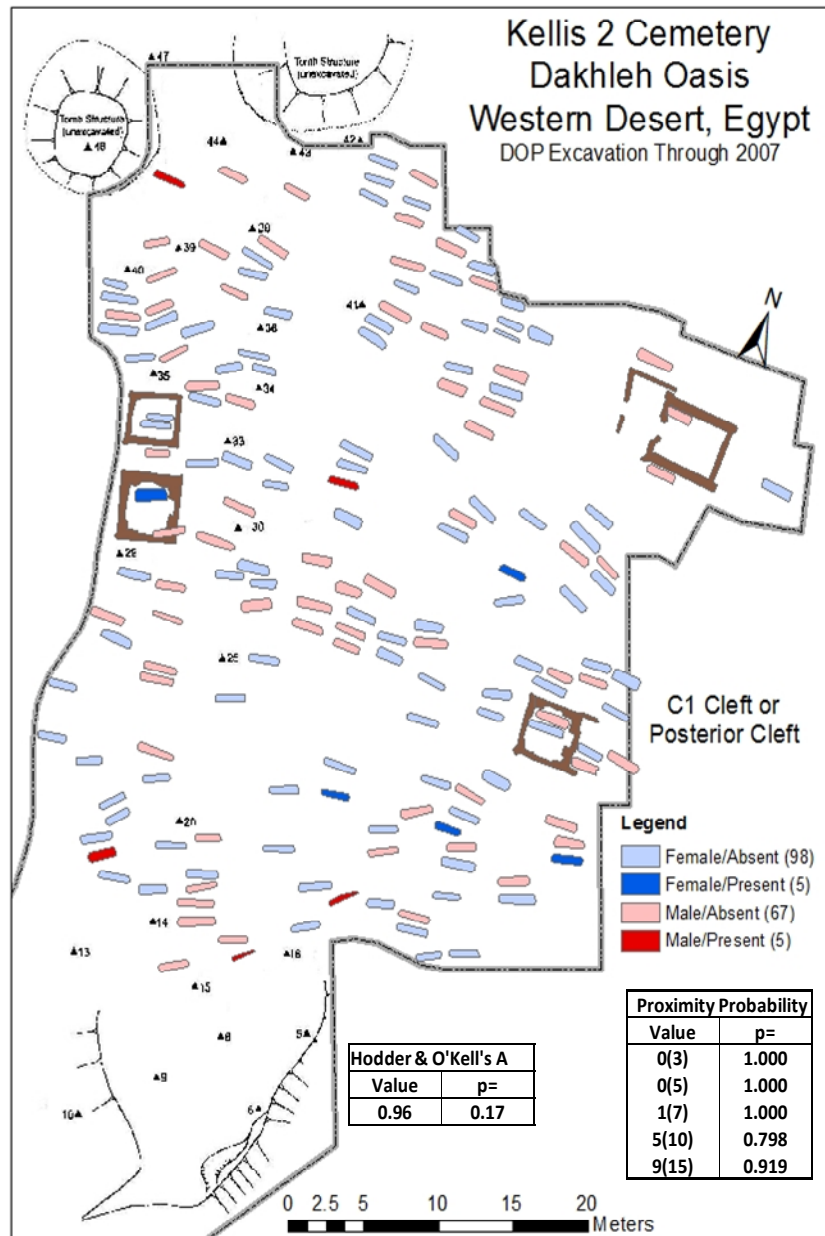 Kellis 2 Cemetery
Dakhleh Oasis
Western Desert, Egypt
DOP Excavation Through 2007
47
Tomb Structure
(unexcavated)
Tomb Structure
(unexcavated)
48
44
43
42
38
39
40
41
36
35
34
33
30
29
N
25
C1 Cleft or
Posterior Cleft
20
Legend
Female/Absent (98)
Female/Present (5)
Male/Absent (67)
Male/Present (5)
14
13
16
15
8
5
9
10
6
Hodder & O'Kell's A
Value p=
0.96 0.17
Proximity Probability
Value p=
0(3) 1.000
0(5) 1.000
1(7) 1.000
5(10) 0.798
9(15) 0.919
0 2.5 5 10 15 20
Meters